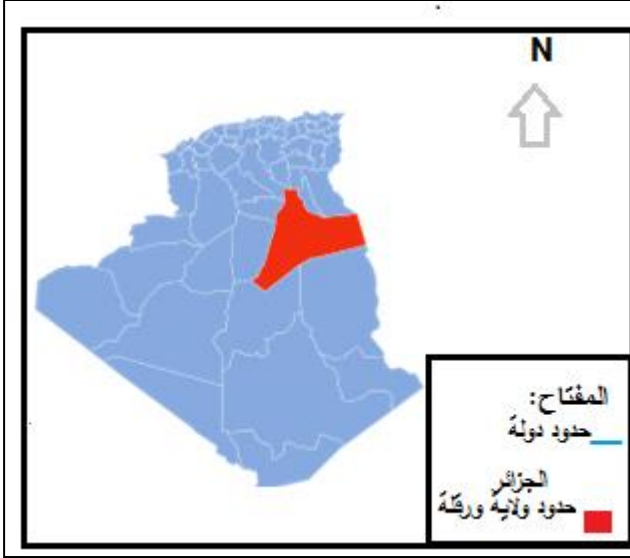 N
المفتاح:
حدود دولة
الجزائر
حدود ولاية ورقلة